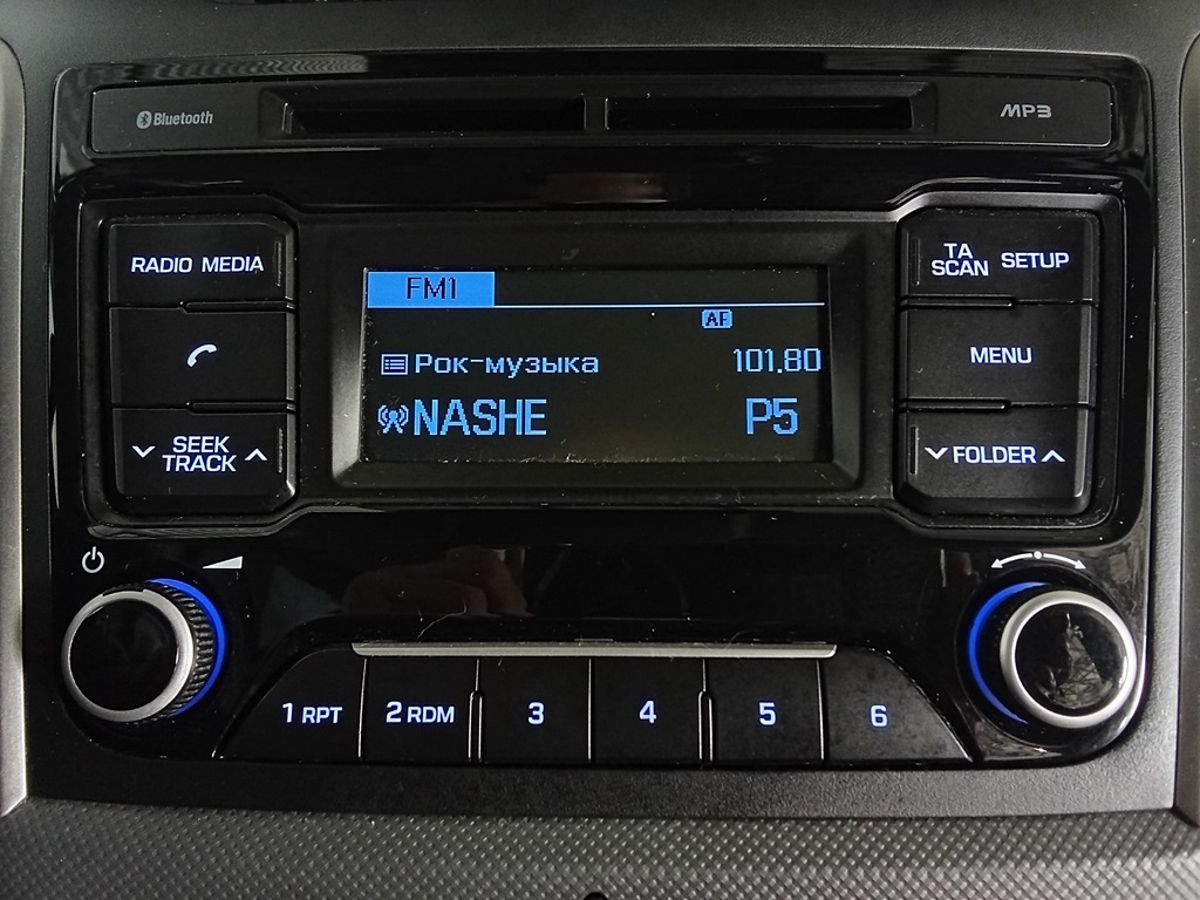 Bluetooth
MP3
RADIO MEDIA
TA
SCAN
SETUP
MENU
SEEK
TRACK
FOLDER
FM1
AF
Рок-музыка 101.80
NASHE P5
1 RPT 2 RDM 3 4 5 6